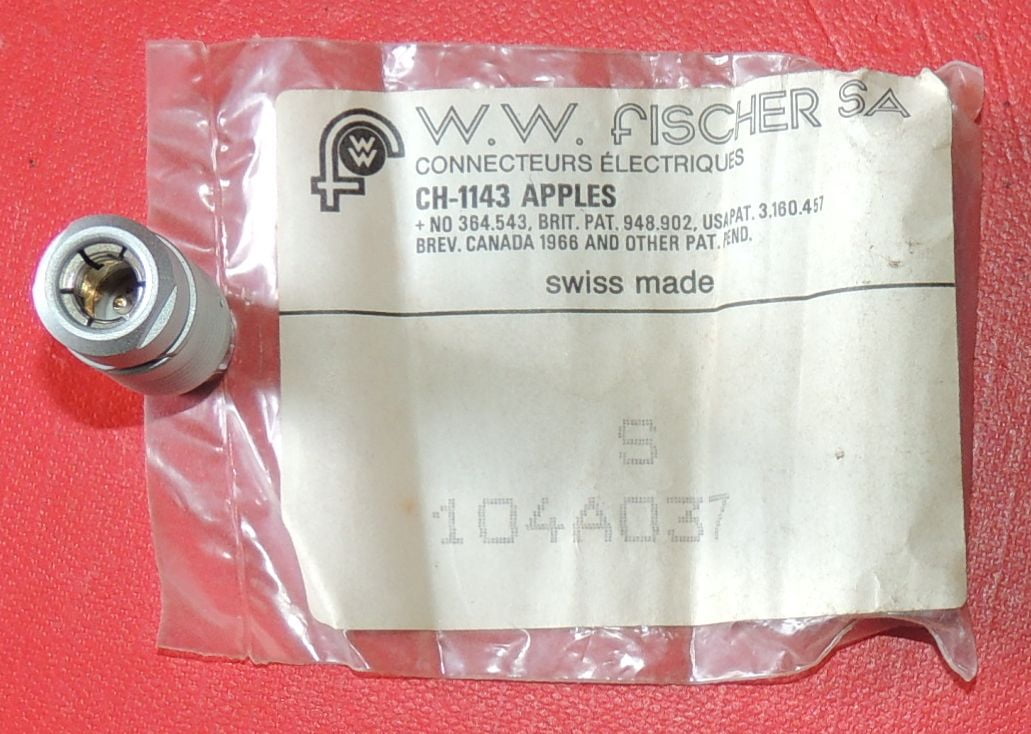 W.W. FISCHER SA
WW
CONNECTEURS ÉLECTRIQUES
CH-1143 APPLES
+ NO 364.543, BRIT. PAT. 948.902, USA PAT. 3.160.457
BREV. CANADA 1966 AND OTHER PAT. PEND.
swiss made
S
104A037